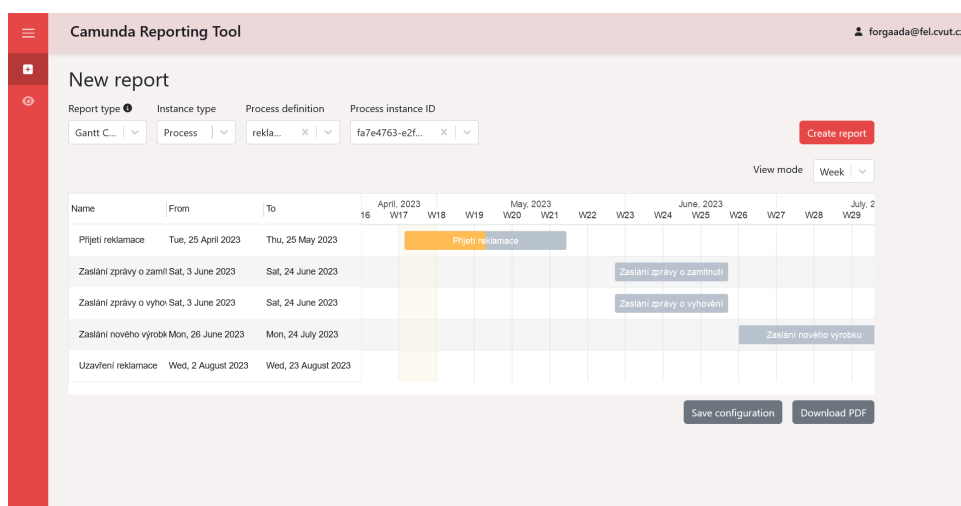 Camunda Reporting Tool
forgaada@fel.cvut.cz
New report
Report type Instance type Process definition Process instance ID
Gantt C... Process rekla... fa7e4763-e2f...
Create report
View mode Week
Name From To
April, 2023 May, 2023 June, 2023 July, 2
16 W17 W18 W19 W20 W21 W22 W23 W24 W25 W26 W27 W28 W29
Přijetí reklamace Tue, 25 April 2023 Thu, 25 May 2023 Přijetí reklamace
Zaslání zprávy o zamít Sat, 3 June 2023 Sat, 24 June 2023 Zaslání zprávy o zamítnutí
Zaslání zprávy o vyhov Sat, 3 June 2023 Sat, 24 June 2023 Zaslání zprávy o vyhovění
Zaslání nového výrobk Mon, 26 June 2023 Mon, 24 July 2023 Zaslání nového výrobku
Uzavření reklamace Wed, 2 August 2023 Wed, 23 August 2023
Save configuration Download PDF